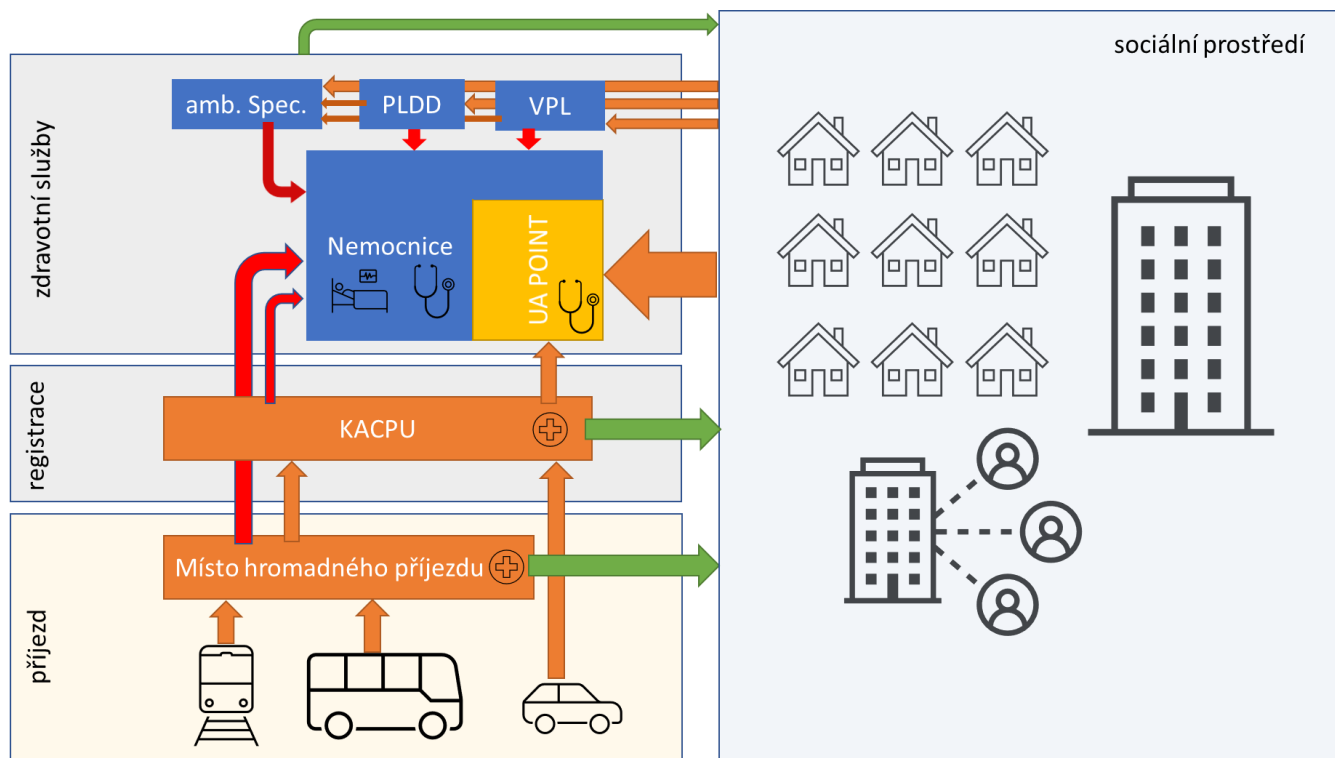 sociální prostředí
zdravotní služby
amb. Spec.
PLDD
VPL
Nemocnice
UA POINT
registrace
KACPU
příjezd
Místo hromadného příjezdu